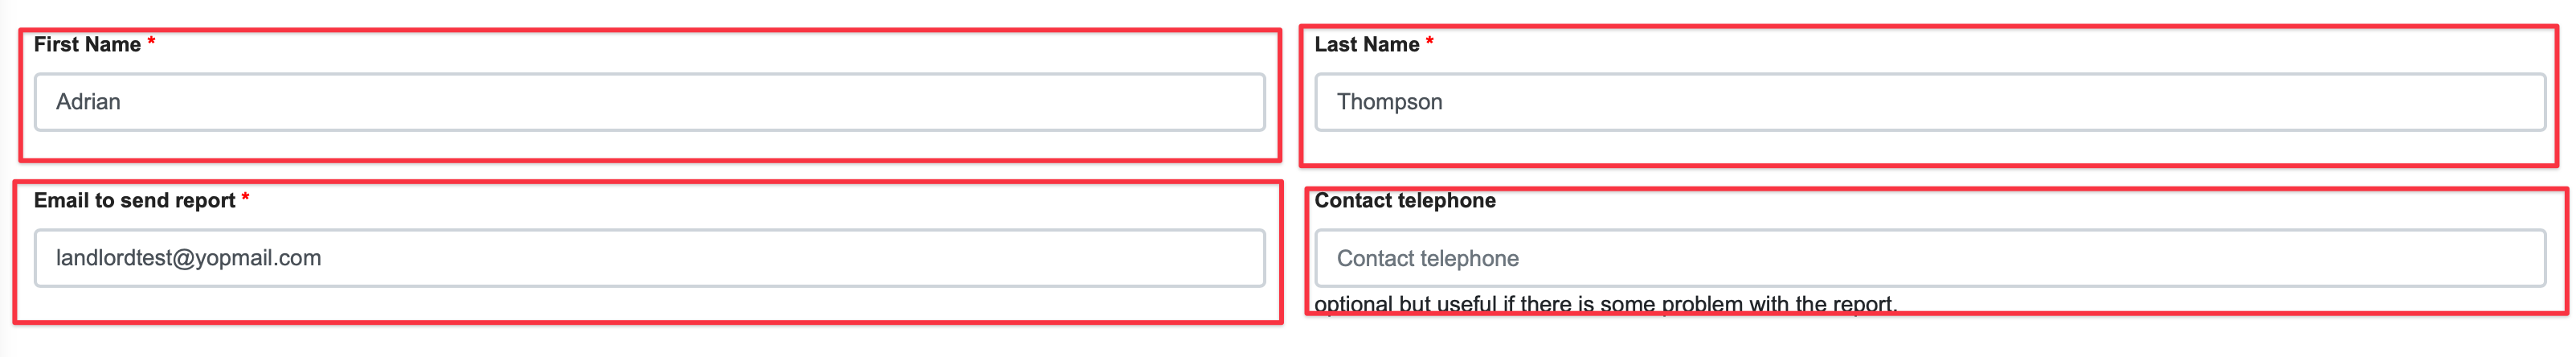 First Name *
Last Name *
Adrian
Thompson
Email to send report *
Contact telephone
landlordtest@yopmail.com
Contact telephone
optional but useful if there is some problem with the report.